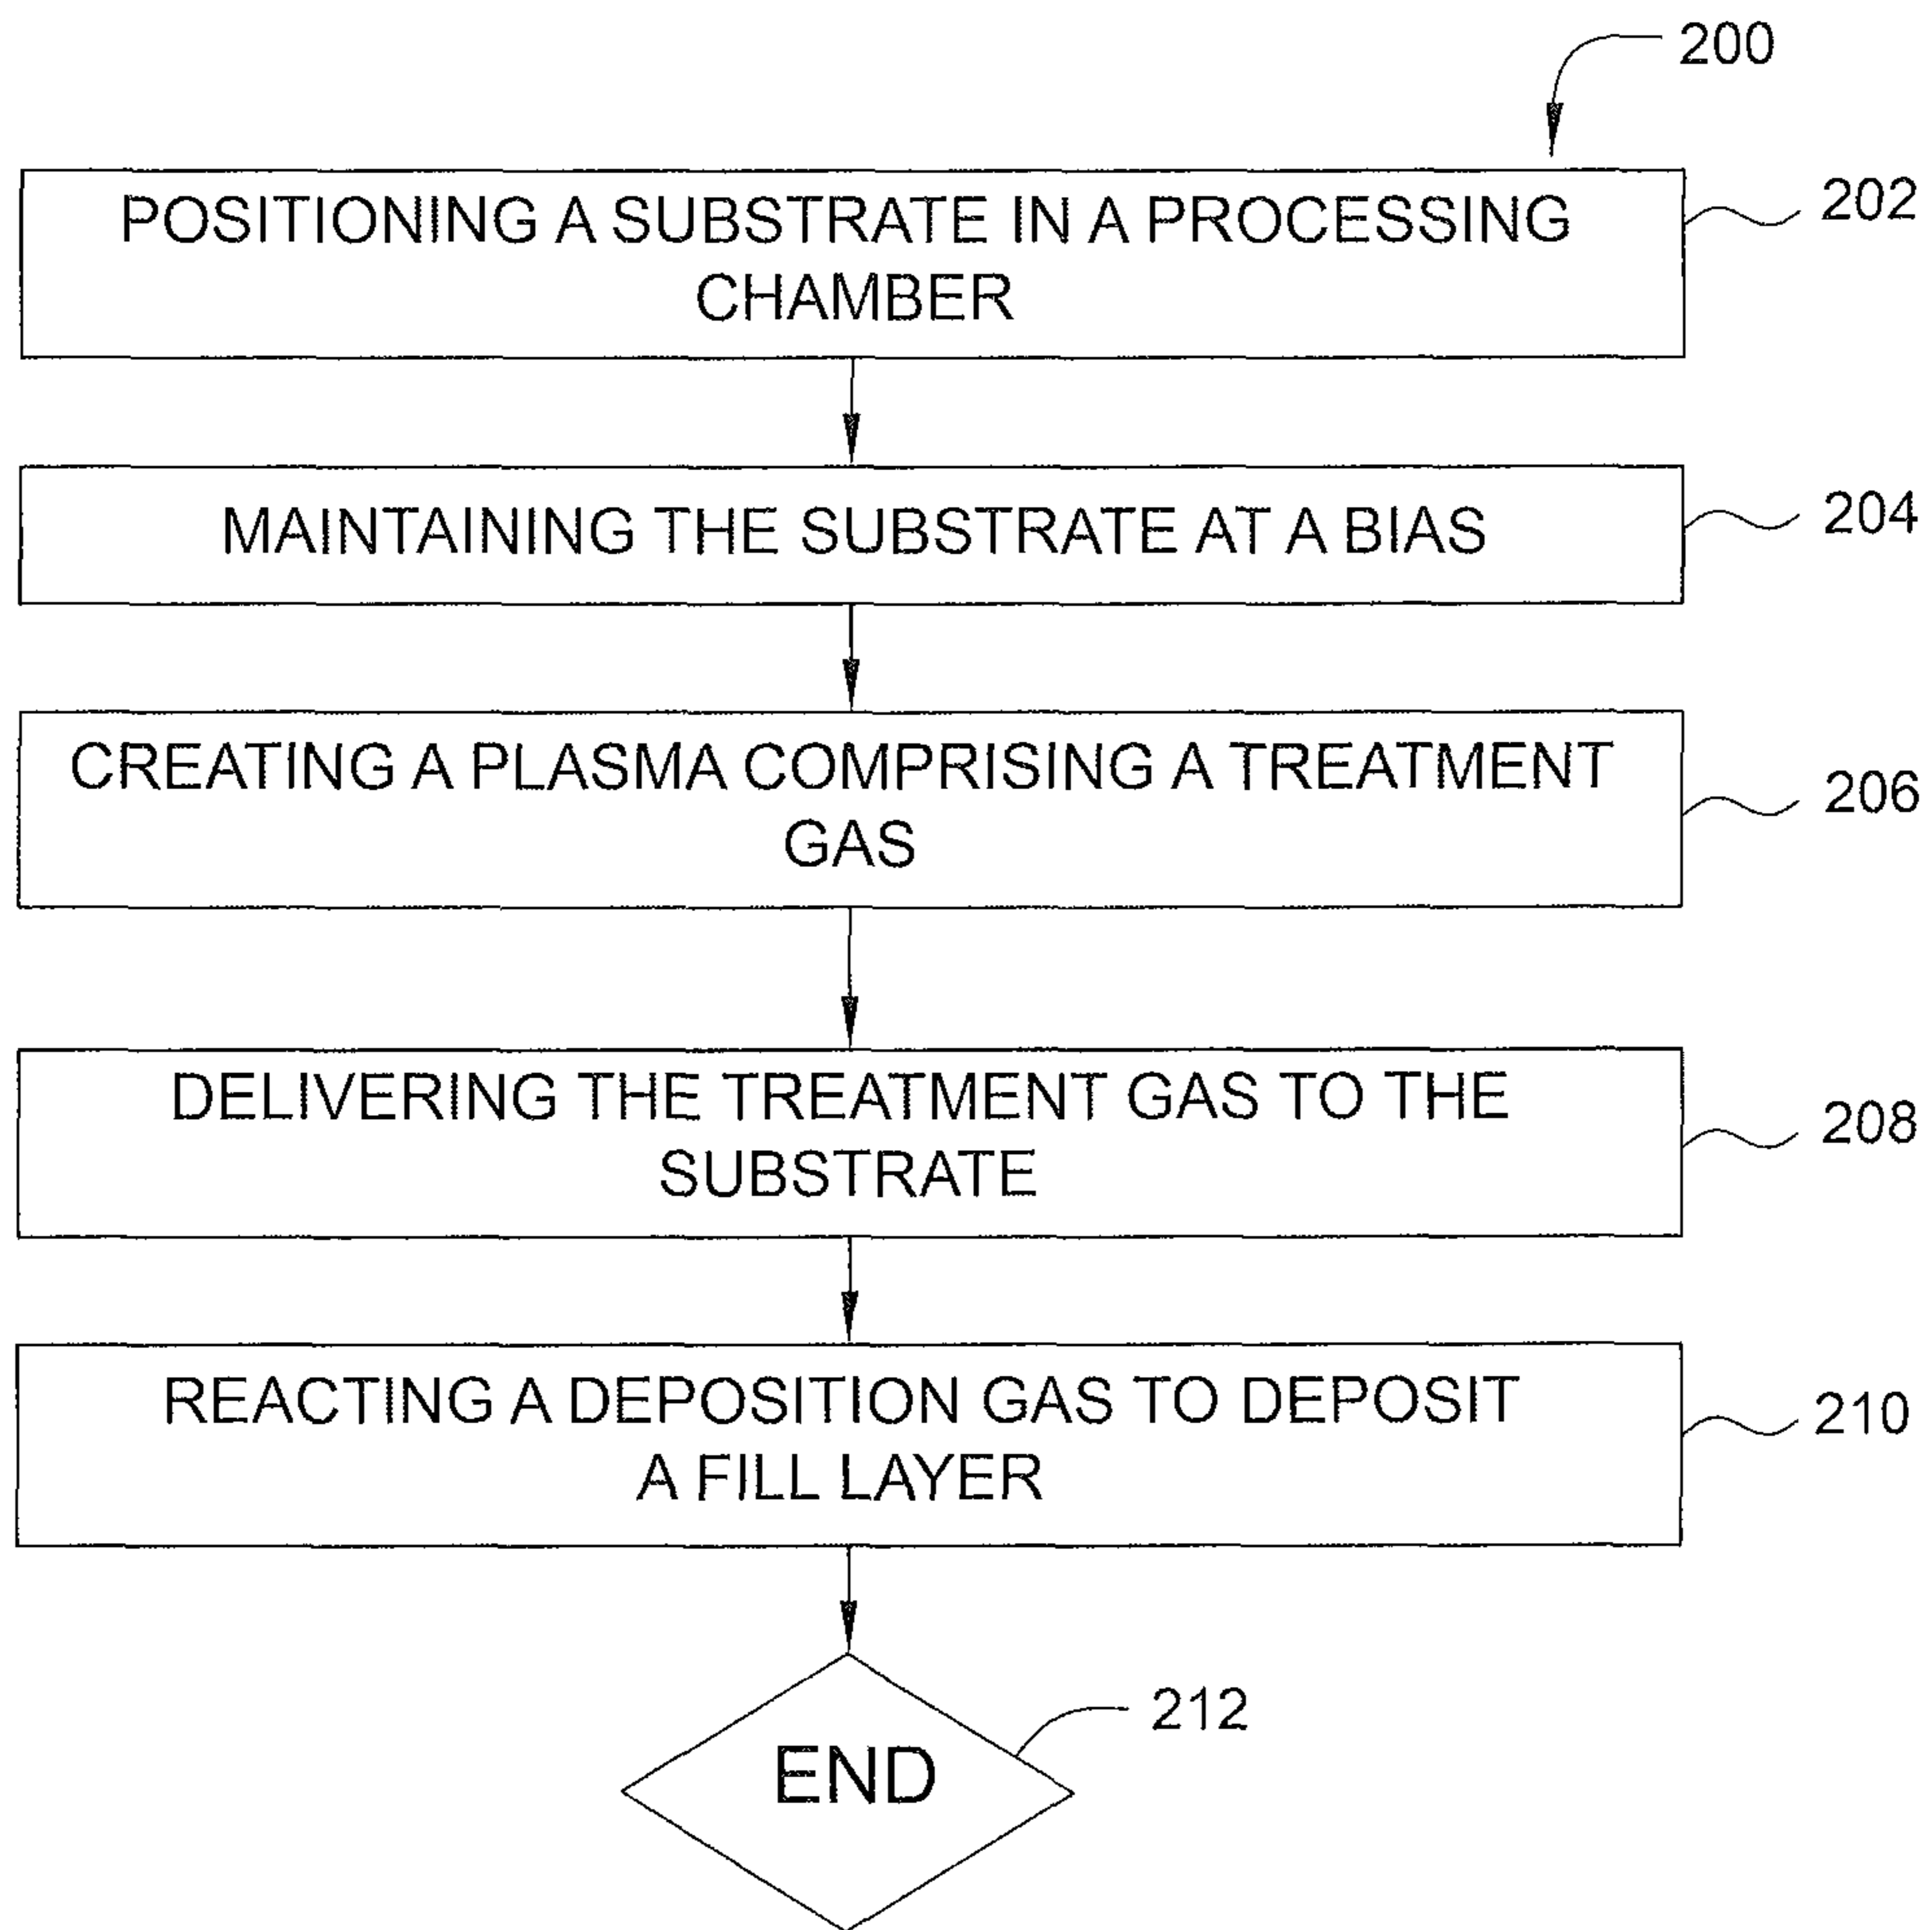 200
POSITIONING A SUBSTRATE IN A PROCESSING
CHAMBER
202
MAINTAINING THE SUBSTRATE AT A BIAS
204
CREATING A PLASMA COMPRISING A TREATMENT
GAS
206
DELIVERING THE TREATMENT GAS TO THE
SUBSTRATE
208
REACTING A DEPOSITION GAS TO DEPOSIT
A FILL LAYER
210
END
212